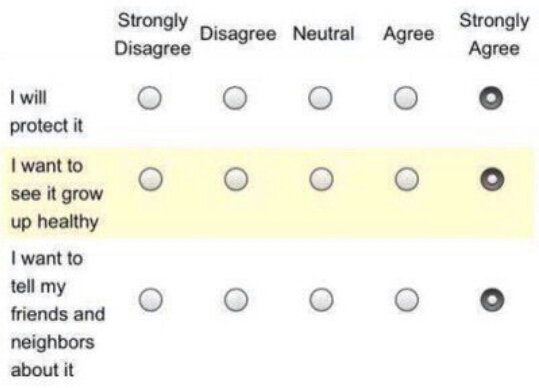 Strongly Disagree Disagree Neutral Agree Strongly Agree
I will
protect it
I want to
see it grow
up healthy
I want to
tell my
friends and
neighbors
about it